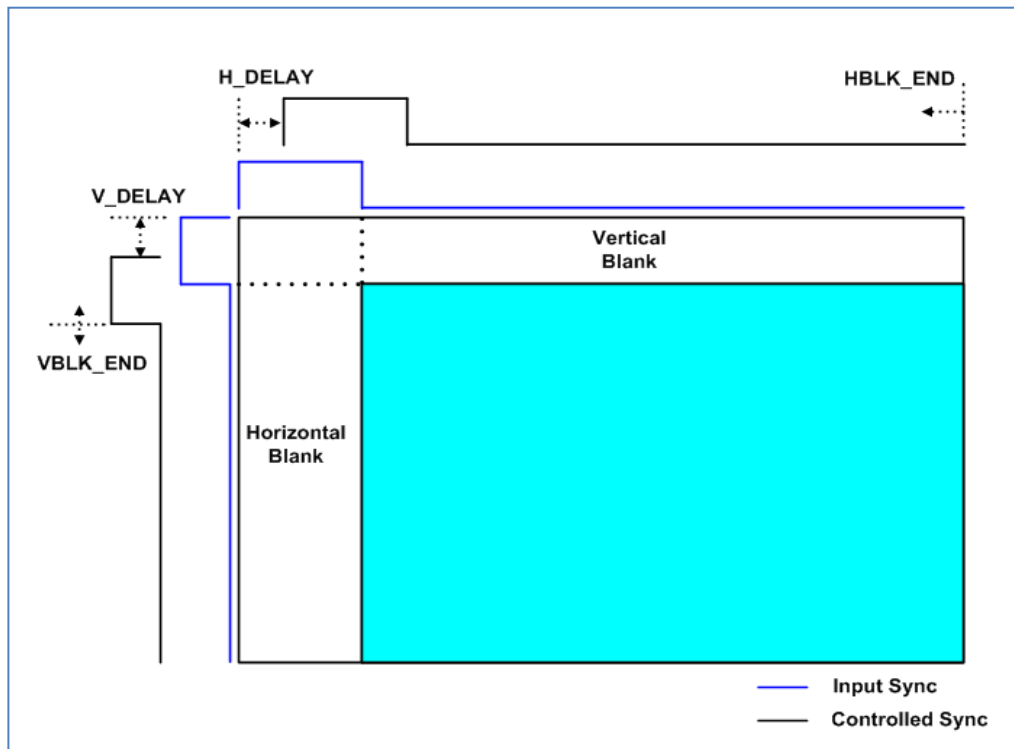 H_DELAY
HBLK_END
V_DELAY
Vertical
Blank
VBLK_END
Horizontal
Blank
Input Sync
Controlled Sync